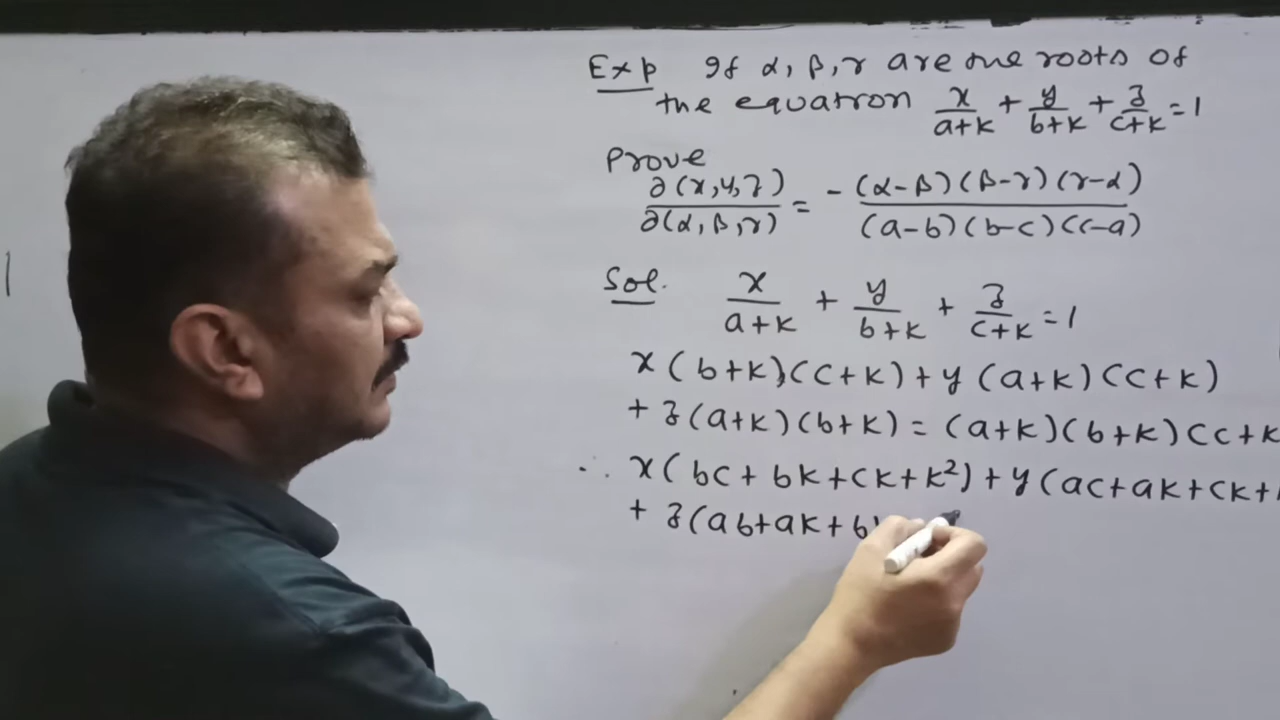 Exp If α, β, γ are the roots of
the equation x/(a+k) + y/(b+k) + z/(c+k) = 1
Prove
∂(x,y,z)/∂(α,β,γ) = - (α-β)(β-γ)(γ-α)/(a-b)(b-c)(c-a)
Sol. x/(a+k) + y/(b+k) + z/(c+k) = 1
x(b+k)(c+k) + y(a+k)(c+k)
+ z(a+k)(b+k) = (a+k)(b+k)(c+k
∴ x(bc + bk + ck + k²) + y(ac + ak + ck +
+ z(ab + ak + b